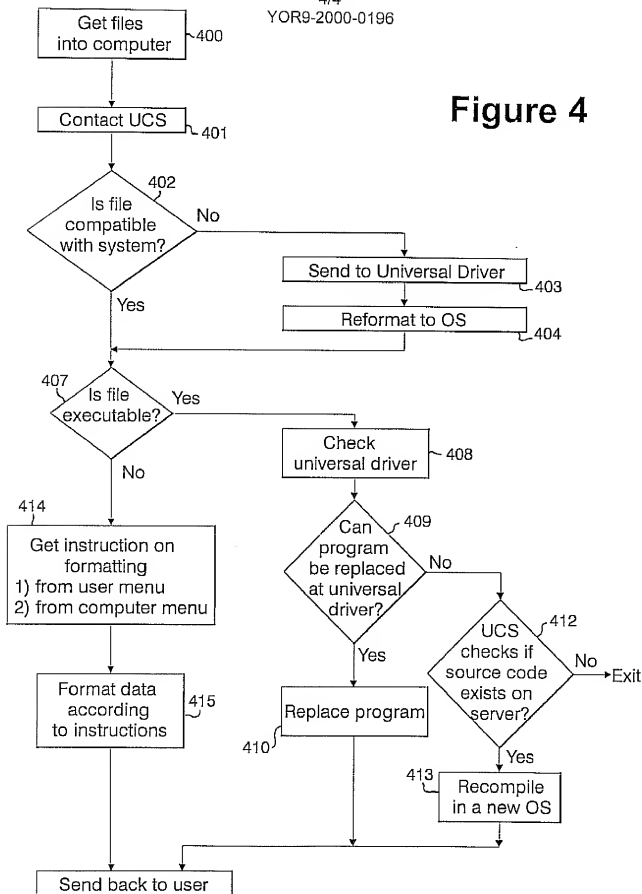 4/4
YOR9-2000-0196
Figure 4
Get files
into computer
400
Contact UCS
401
402
Is file
compatible
with system?
No
Yes
Send to Universal Driver
403
Reformat to OS
404
407
Is file
executable?
Yes
No
Check
universal driver
408
409
Can
program
be replaced
at universal
driver?
No
Yes
412
UCS
checks if
source code
exists on
server?
No
Exit
Yes
414
Get instruction on
formatting
1) from user menu
2) from computer menu
Format data
according
to instructions
415
Replace program
410
413
Recompile
in a new OS
Send back to user